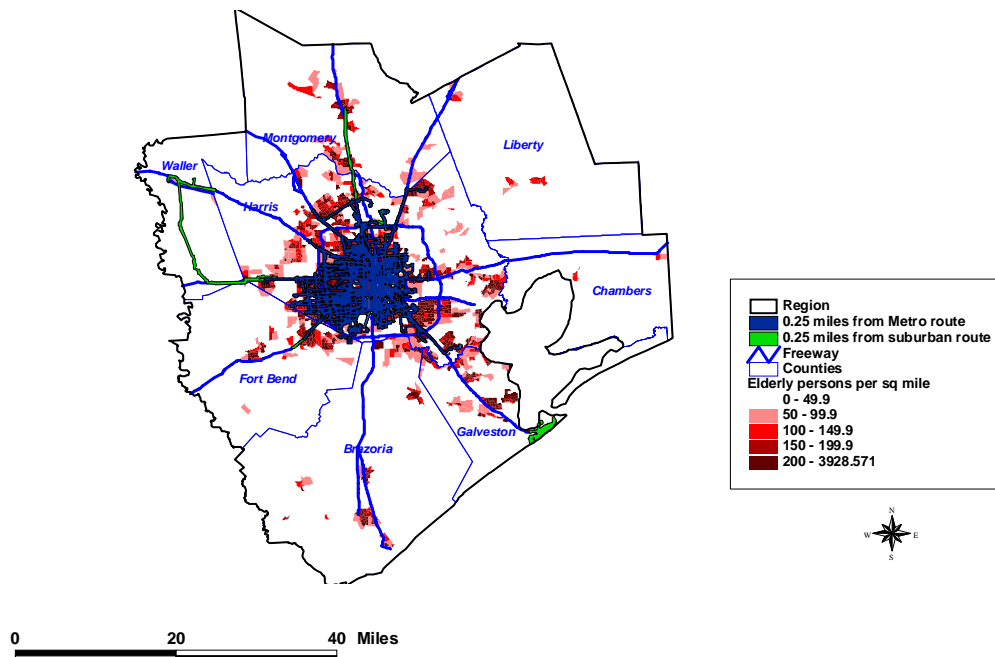 Montgomery
Liberty
Waller
Harris
Chambers
Fort Bend
Galveston
Brazoria
Region
0.25 miles from Metro route
0.25 miles from suburban route
Freeway
Counties
Elderly persons per sq mile
0 - 49.9
50 - 99.9
100 - 149.9
150 - 199.9
200 - 3928.571
N
W E
S
0 20 40 Miles